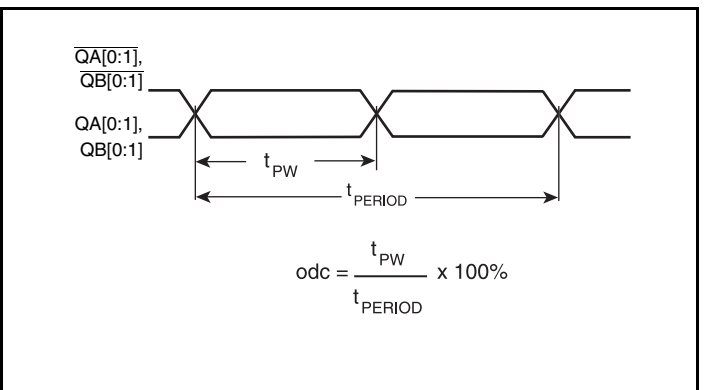 QA[0:1],
QB[0:1]
QA[0:1],
QB[0:1]
tPW
tPERIOD
odc = tPW / tPERIOD x 100%